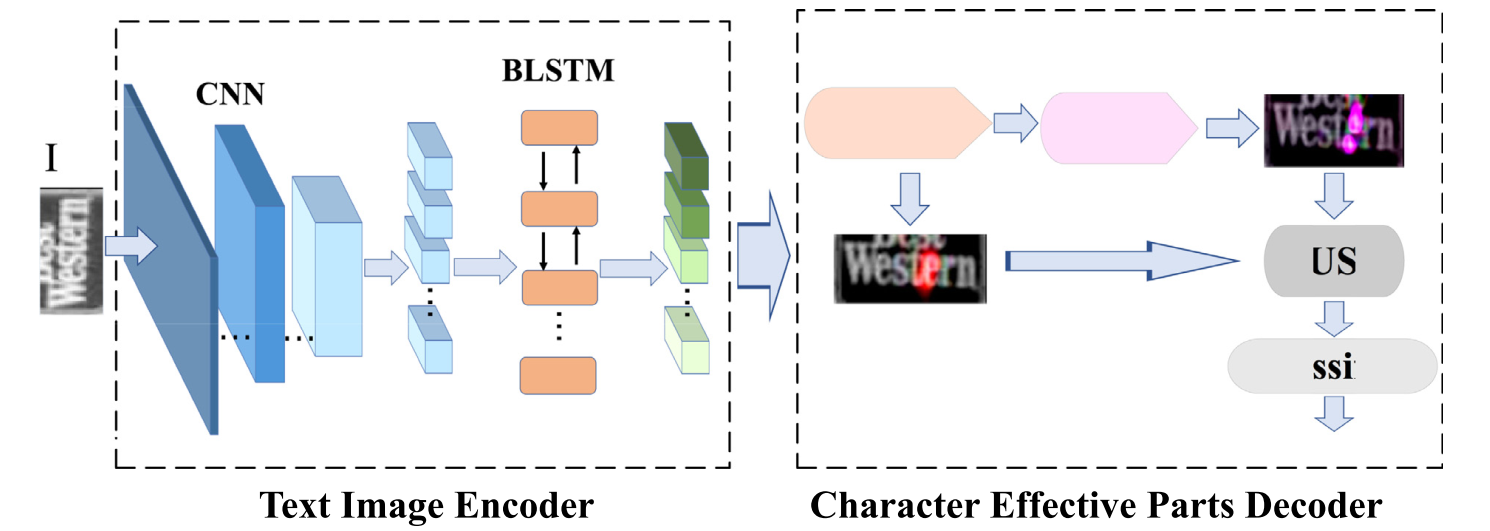 CNN
BLSTM
I
Best
Western
Best
Western
Best
Western
US
ssi
Text Image Encoder
Character Effective Parts Decoder